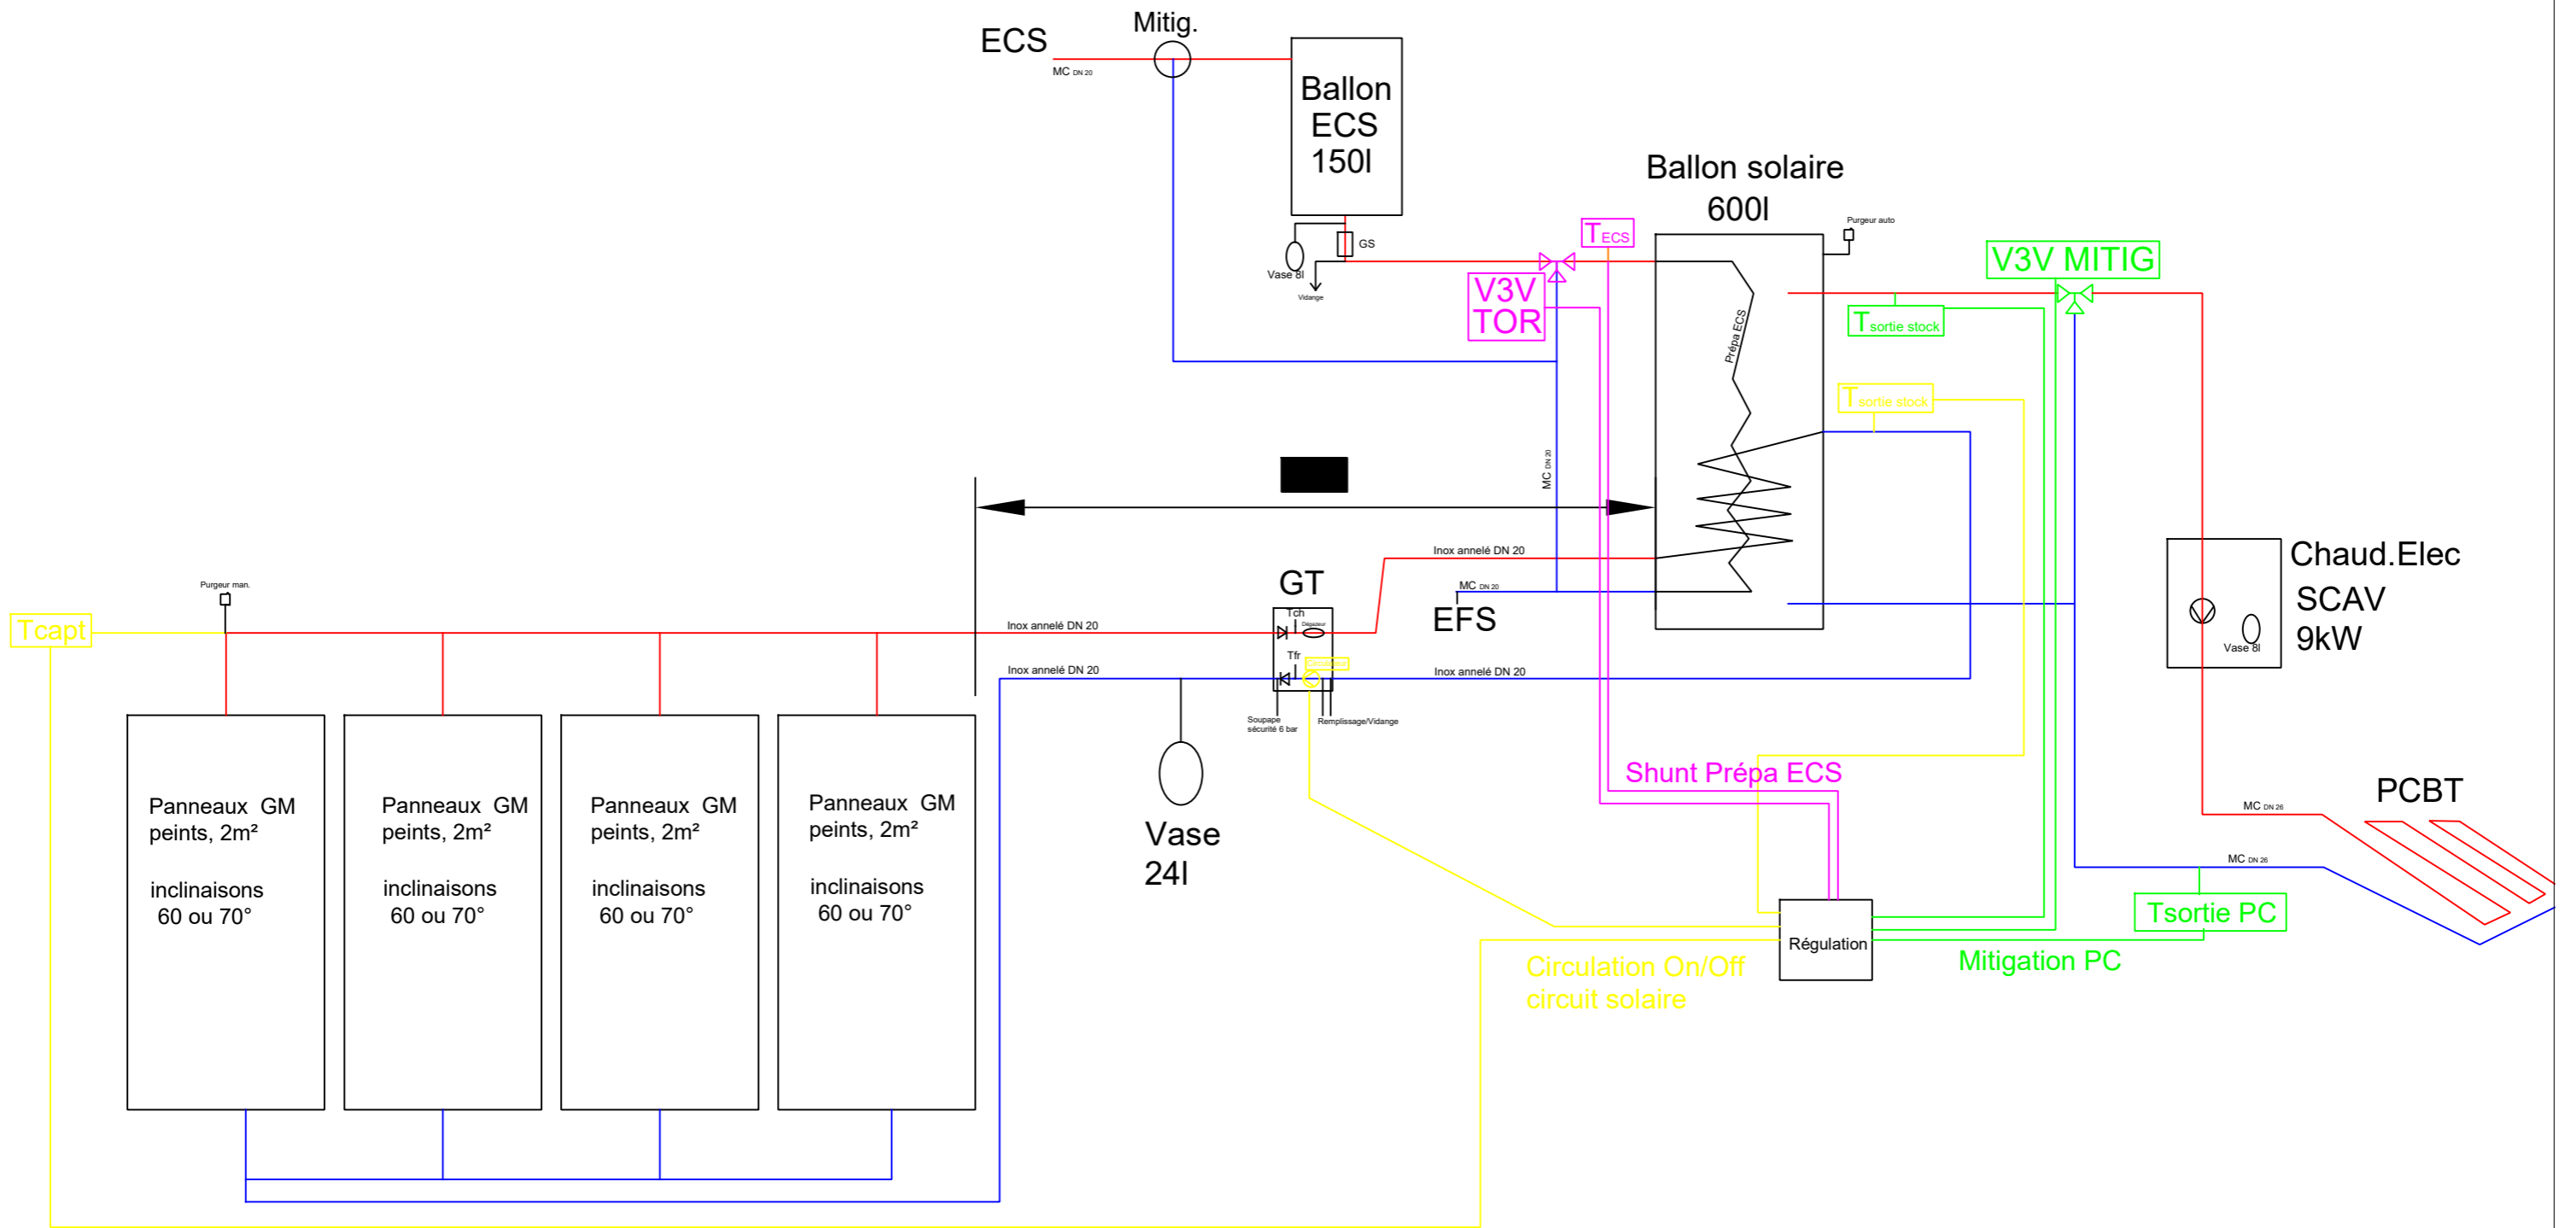 Mitig.
ECS
MC DN 20
Ballon
ECS
150l
GS
Vase 8l
Vidange
Ballon solaire
600l
Purgeur auto
TECS
V3V
TOR
Prépa ECS
V3V MITIG
T sortie stock
T sortie stock
MC DN 20
Inox annelé DN 20
MC DN 20
EFS
Chaud.Elec
SCAV
9kW
Vase 8l
Purgeur man.
Tcapt
Inox annelé DN 20
GT
Tch
Dégazeur
Tfr
Inox annelé DN 20
Inox annelé DN 20
Soupape
sécurité 6 bar
Remplissage/Vidange
Vase
24l
Panneaux GM
peints, 2m²
inclinaisons
60 ou 70°
Panneaux GM
peints, 2m²
inclinaisons
60 ou 70°
Panneaux GM
peints, 2m²
inclinaisons
60 ou 70°
Panneaux GM
peints, 2m²
inclinaisons
60 ou 70°
Shunt Prépa ECS
PCBT
MC DN 26
MC DN 26
Tsortie PC
Régulation
Mitigation PC
Circulation On/Off
circuit solaire